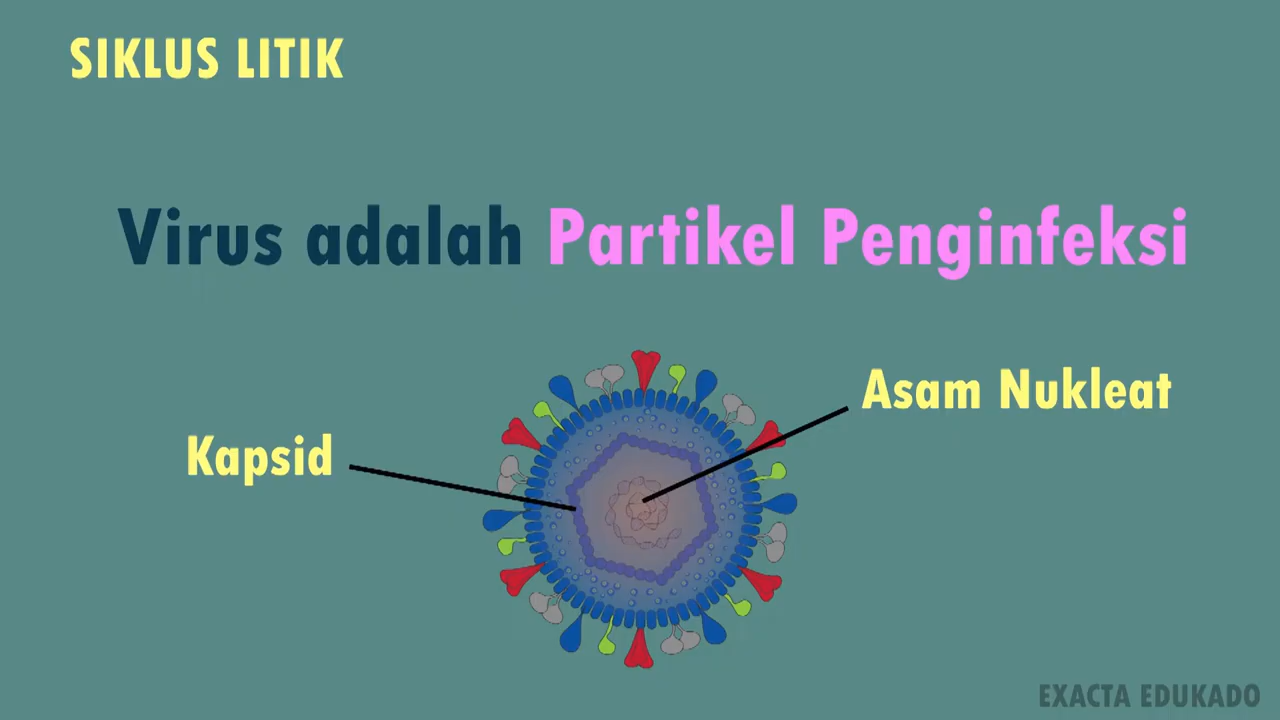 SIKLUS LITIK
Virus adalah Partikel Penginfeksi
Asam Nukleat
Kapsid
EXACTA EDUKADO